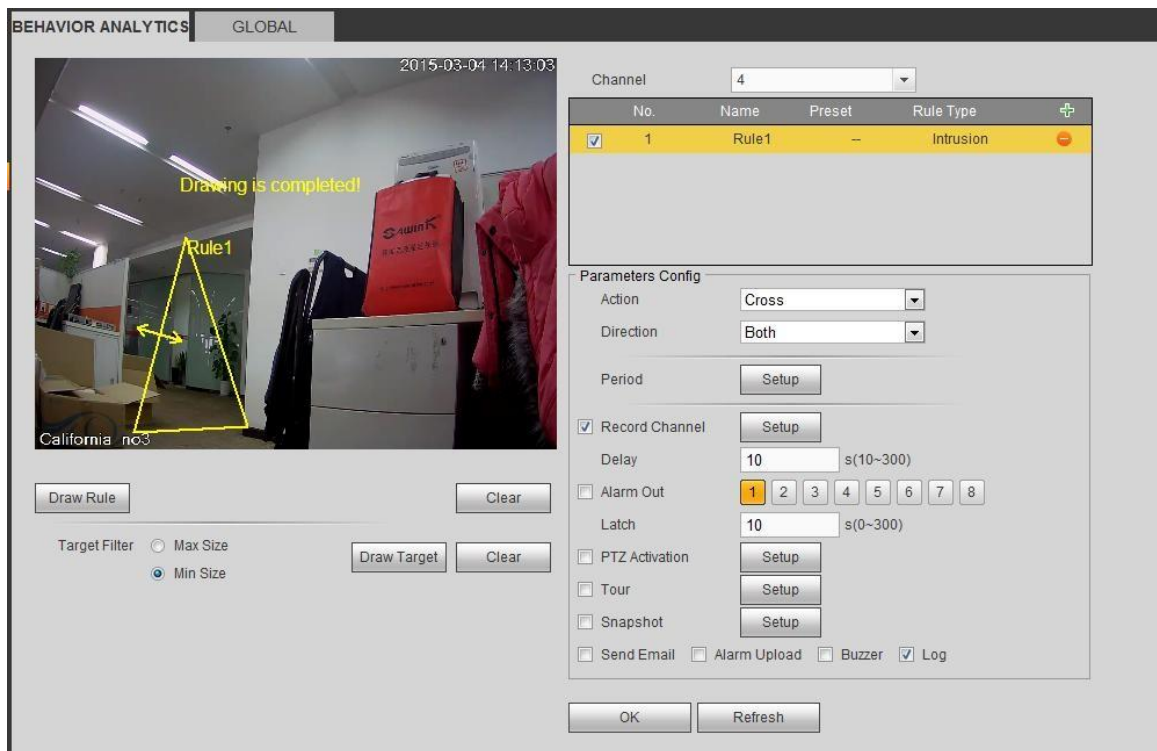 BEHAVIOR ANALYTICS
GLOBAL
2015-03-04 14:13:03
Drawing is completed!
Rule1
California no3
Draw Rule
Clear
Target Filter
Max Size
Min Size
Draw Target
Clear
Channel
4
No. Name Preset Rule Type
1 Rule1 -- Intrusion
Parameters Config
Action Cross
Direction Both
Period Setup
Record Channel Setup
Delay 10 s(10~300)
Alarm Out 1 2 3 4 5 6 7 8
Latch 10 s(0~300)
PTZ Activation Setup
Tour Setup
Snapshot Setup
Send Email Alarm Upload Buzzer Log
OK Refresh